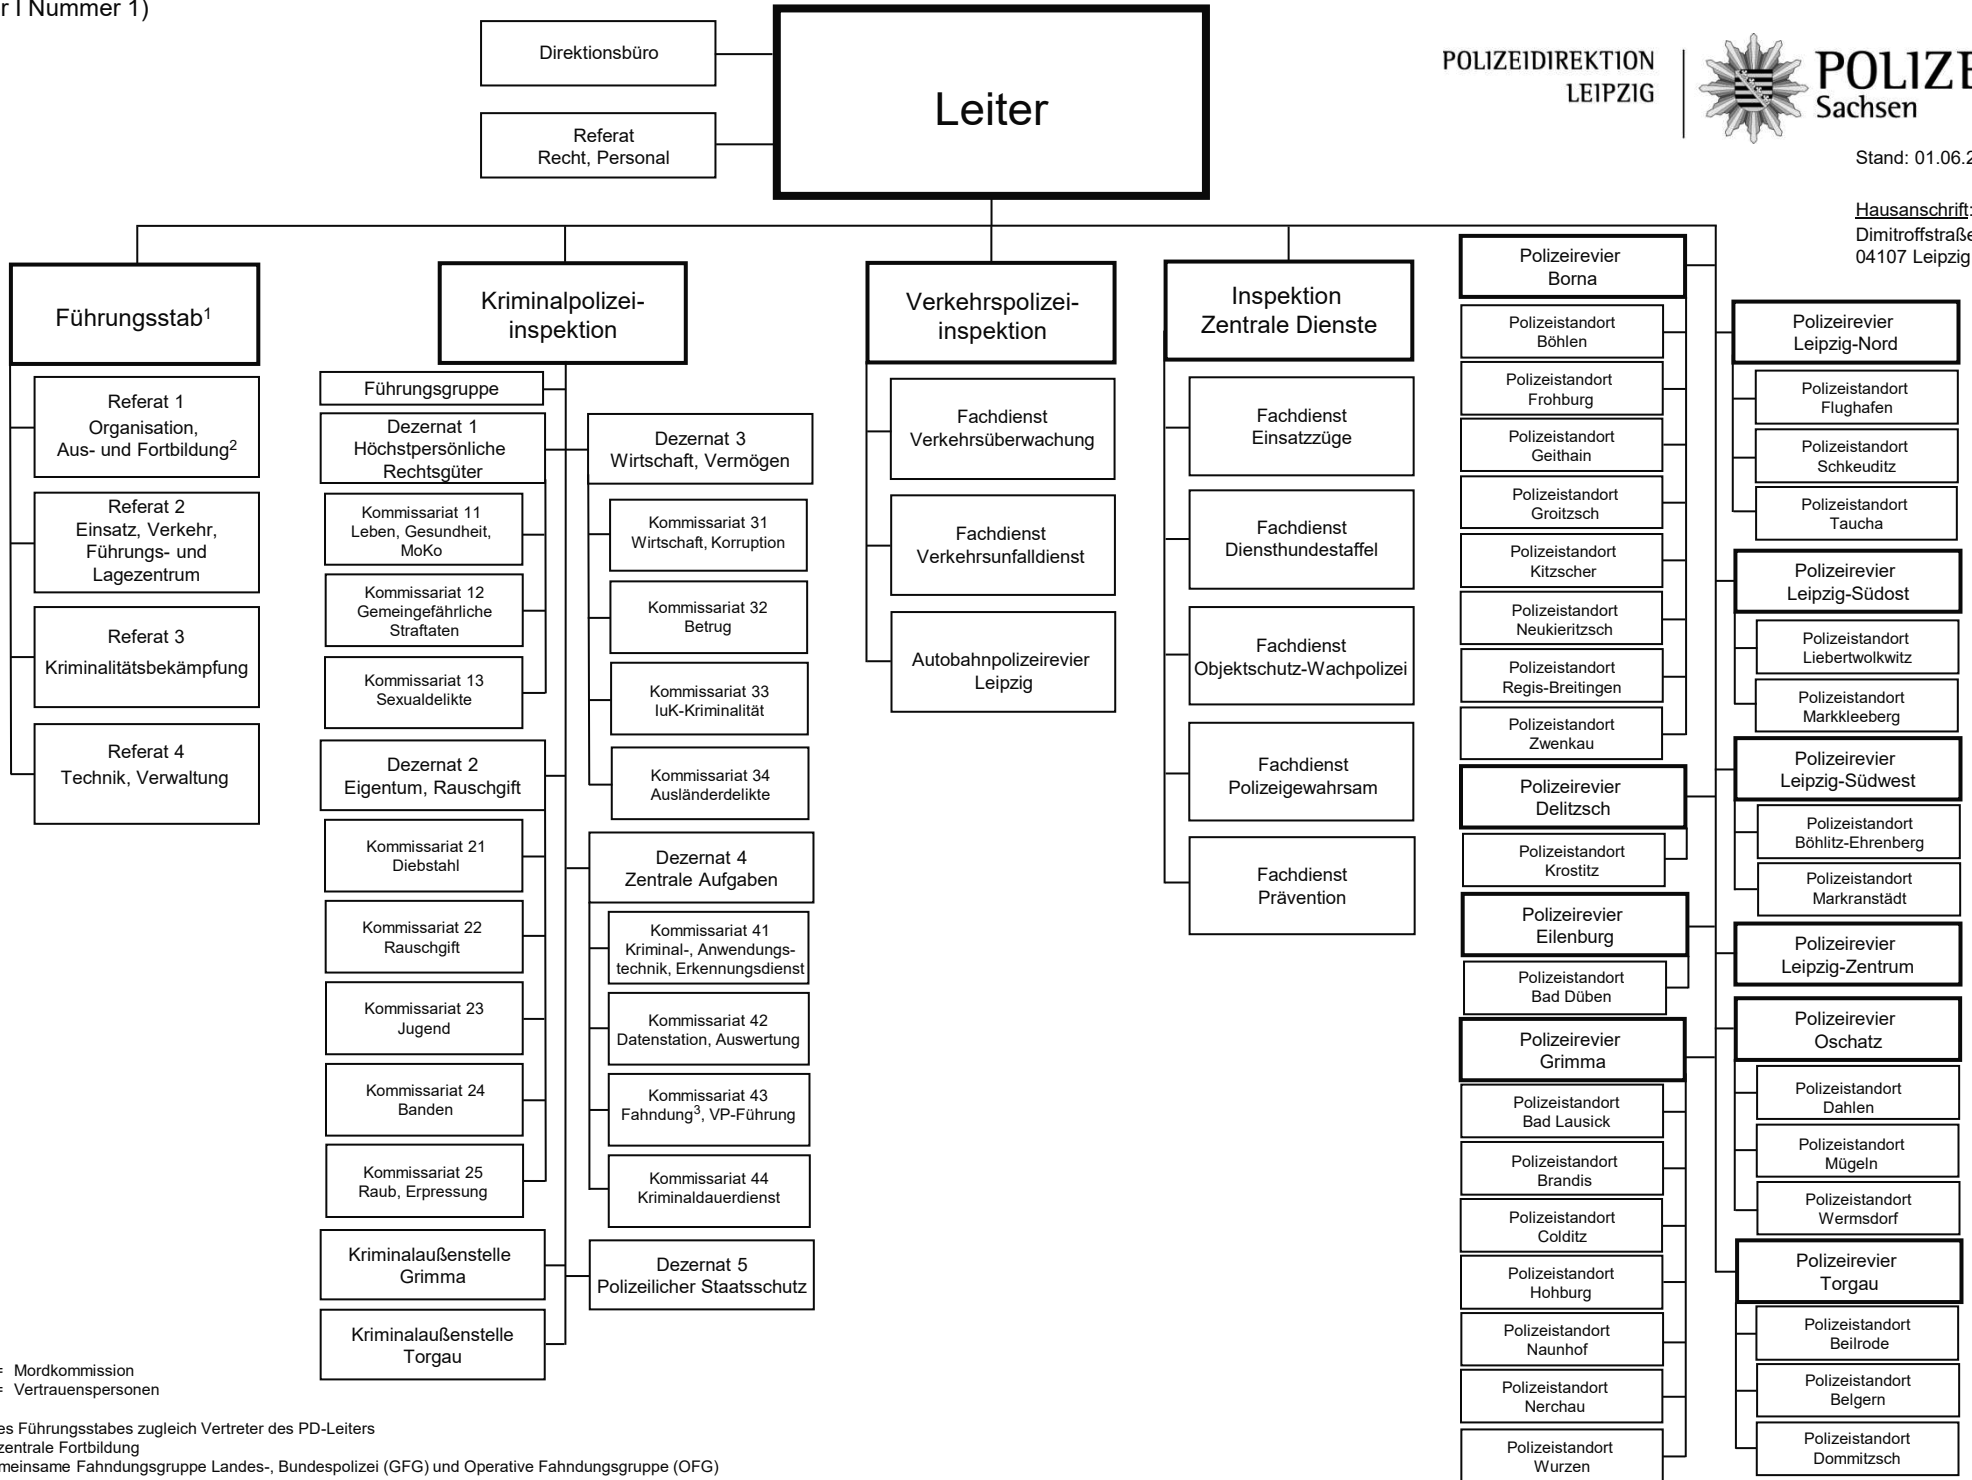 r I Nummer 1)
Direktionsbüro
Referat
Recht, Personal
Leiter
POLIZEIDIREKTION
LEIPZIG
Sachsen
Hausanschrift:
04107 Leipzig
Führungsstab¹
Referat 1
Organisation,
Aus- und Fortbildung²
Referat 2
Einsatz, Verkehr,
Führungs- und
Lagezentrum
Referat 3
Kriminalitätsbekämpfung
Referat 4
Technik, Verwaltung
Kriminalpolizei-
inspektion
Führungsgruppe
Dezernat 1
Höchstpersönliche
Rechtsgüter
Kommissariat 11
Leben, Gesundheit,
MoKo
Kommissariat 12
Gemeingefährliche
Straftaten
Kommissariat 13
Sexualdelikte
Dezernat 2
Eigentum, Rauschgift
Kommissariat 21
Diebstahl
Kommissariat 22
Rauschgift
Kommissariat 23
Jugend
Kommissariat 24
Banden
Kommissariat 25
Raub, Erpressung
Kriminalaußenstelle
Grimma
Kriminalaußenstelle
Torgau
Dezernat 3
Wirtschaft, Vermögen
Kommissariat 31
Wirtschaft, Korruption
Kommissariat 32
Betrug
Kommissariat 33
IuK-Kriminalität
Kommissariat 34
Ausländerdelikte
Dezernat 4
Zentrale Aufgaben
Kommissariat 41
Kriminal-, Anwendungs-
technik, Erkennungsdienst
Kommissariat 42
Datenstation, Auswertung
Kommissariat 43
Fahndung³, VP-Führung
Kommissariat 44
Kriminaldauerdienst
Dezernat 5
Polizeilicher Staatsschutz
Verkehrspolizei-
inspektion
Fachdienst
Verkehrsüberwachung
Fachdienst
Verkehrsunfalldienst
Autobahnpolizeirevier
Leipzig
Inspektion
Zentrale Dienste
Fachdienst
Einsatzzüge
Fachdienst
Diensthundestaffel
Fachdienst
Objektschutz-Wachpolizei
Fachdienst
Polizeigewahrsam
Fachdienst
Prävention
Polizeirevier
Borna
Polizeistandort
Böhlen
Polizeistandort
Frohburg
Polizeistandort
Geithain
Polizeistandort
Groitzsch
Polizeistandort
Kitzscher
Polizeistandort
Neukieritzsch
Polizeistandort
Regis-Breitingen
Polizeistandort
Zwenkau
Polizeirevier
Delitzsch
Polizeistandort
Krostitz
Polizeirevier
Eilenburg
Polizeistandort
Bad Düben
Polizeirevier
Grimma
Polizeistandort
Bad Lausick
Polizeistandort
Brandis
Polizeistandort
Colditz
Polizeistandort
Hohburg
Polizeistandort
Naunhof
Polizeistandort
Nerchau
Polizeistandort
Wurzen
Polizeirevier
Leipzig-Nord
Polizeistandort
Flughafen
Polizeistandort
Schkeuditz
Polizeistandort
Taucha
Polizeirevier
Leipzig-Südost
Polizeistandort
Liebertwolkwitz
Polizeistandort
Markkleeberg
Polizeirevier
Leipzig-Südwest
Polizeistandort
Böhlitz-Ehrenberg
Polizeistandort
Markranstädt
Polizeirevier
Leipzig-Zentrum
Polizeirevier
Oschatz
Polizeistandort
Dahlen
Polizeistandort
Mügeln
Polizeistandort
Wermsdorf
Polizeirevier
Torgau
Polizeistandort
Beilrode
Polizeistandort
Belgern
Polizeistandort
Dommitzsch
= Mordkommission
= Vertrauenspersonen
es Führungsstabes zugleich Vertreter des PD-Leiters
zentrale Fortbildung
meinsame Fahndungsgruppe Landes-, Bundespolizei (GFG) und Operative Fahndungsgruppe (OFG)
Stand: 01.06.2
Dimitroffstraße
POLIZE